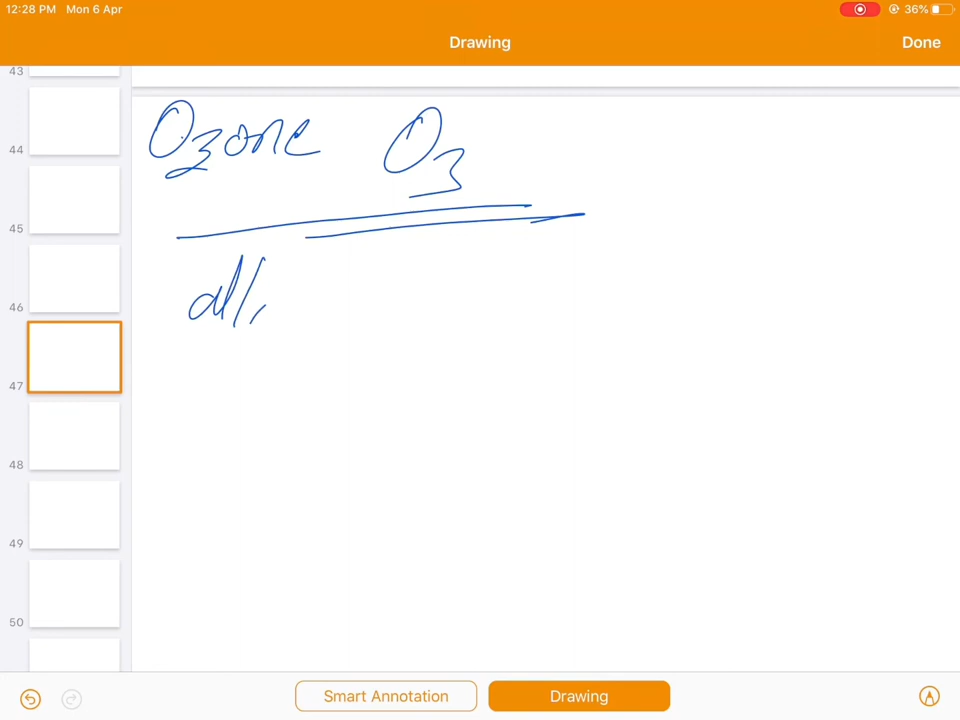 12:28 PM Mon 6 Apr 36%
Drawing Done
43
Ozone O3
44
45
all
46
47
48
49
50
Smart Annotation Drawing